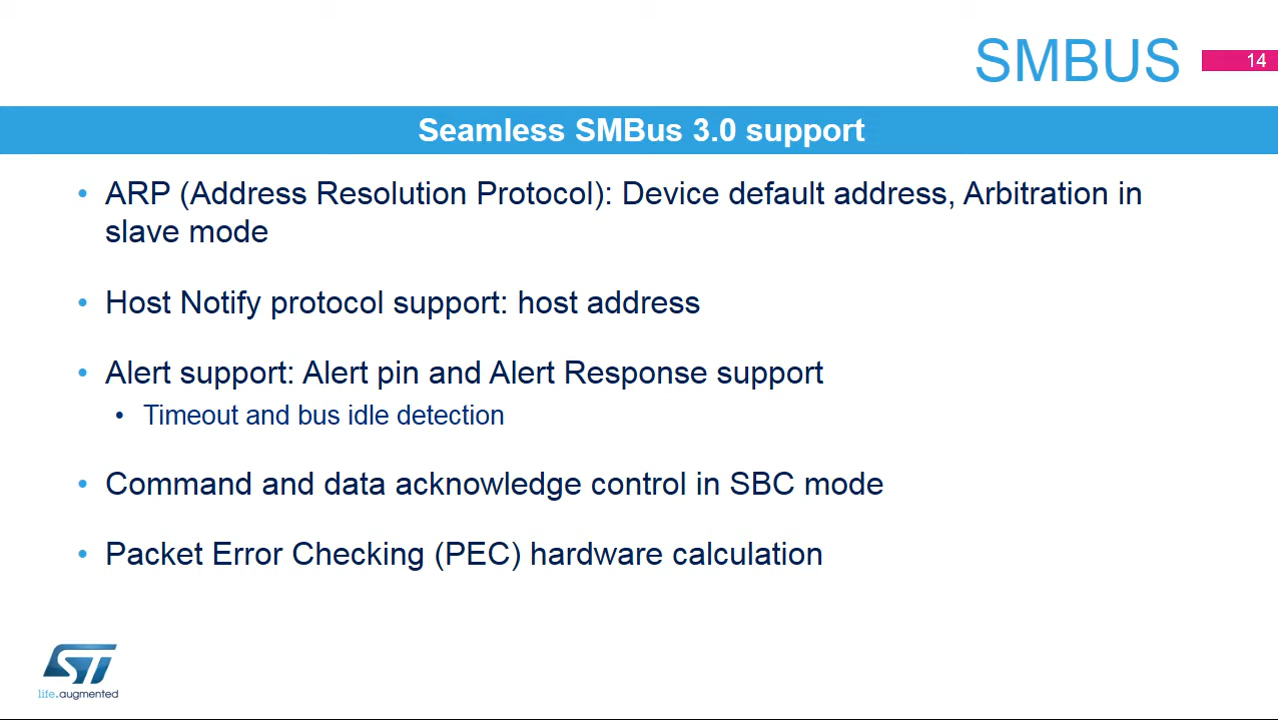 SMBUS
14
Seamless SMBus 3.0 support
• ARP (Address Resolution Protocol): Device default address, Arbitration in
slave mode
• Host Notify protocol support: host address
• Alert support: Alert pin and Alert Response support
• Timeout and bus idle detection
• Command and data acknowledge control in SBC mode
• Packet Error Checking (PEC) hardware calculation
ST
life.augmented